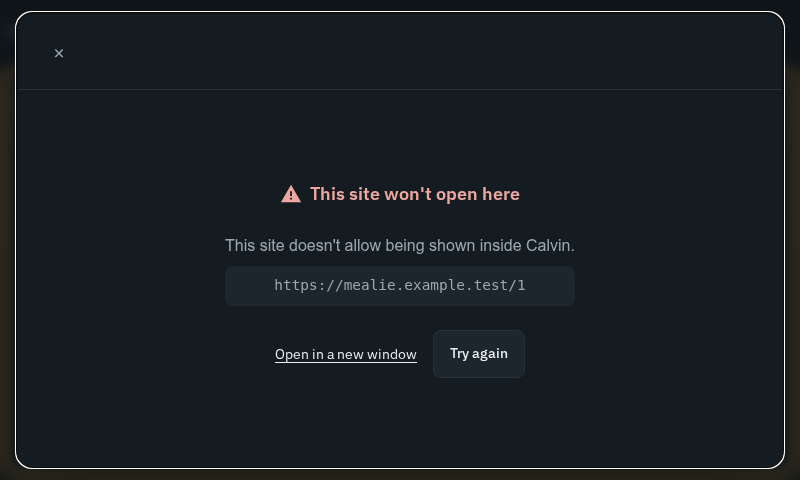 ×
This site won't open here
This site doesn't allow being shown inside Calvin.
https://mealie.example.test/1
Open in a new window
Try again